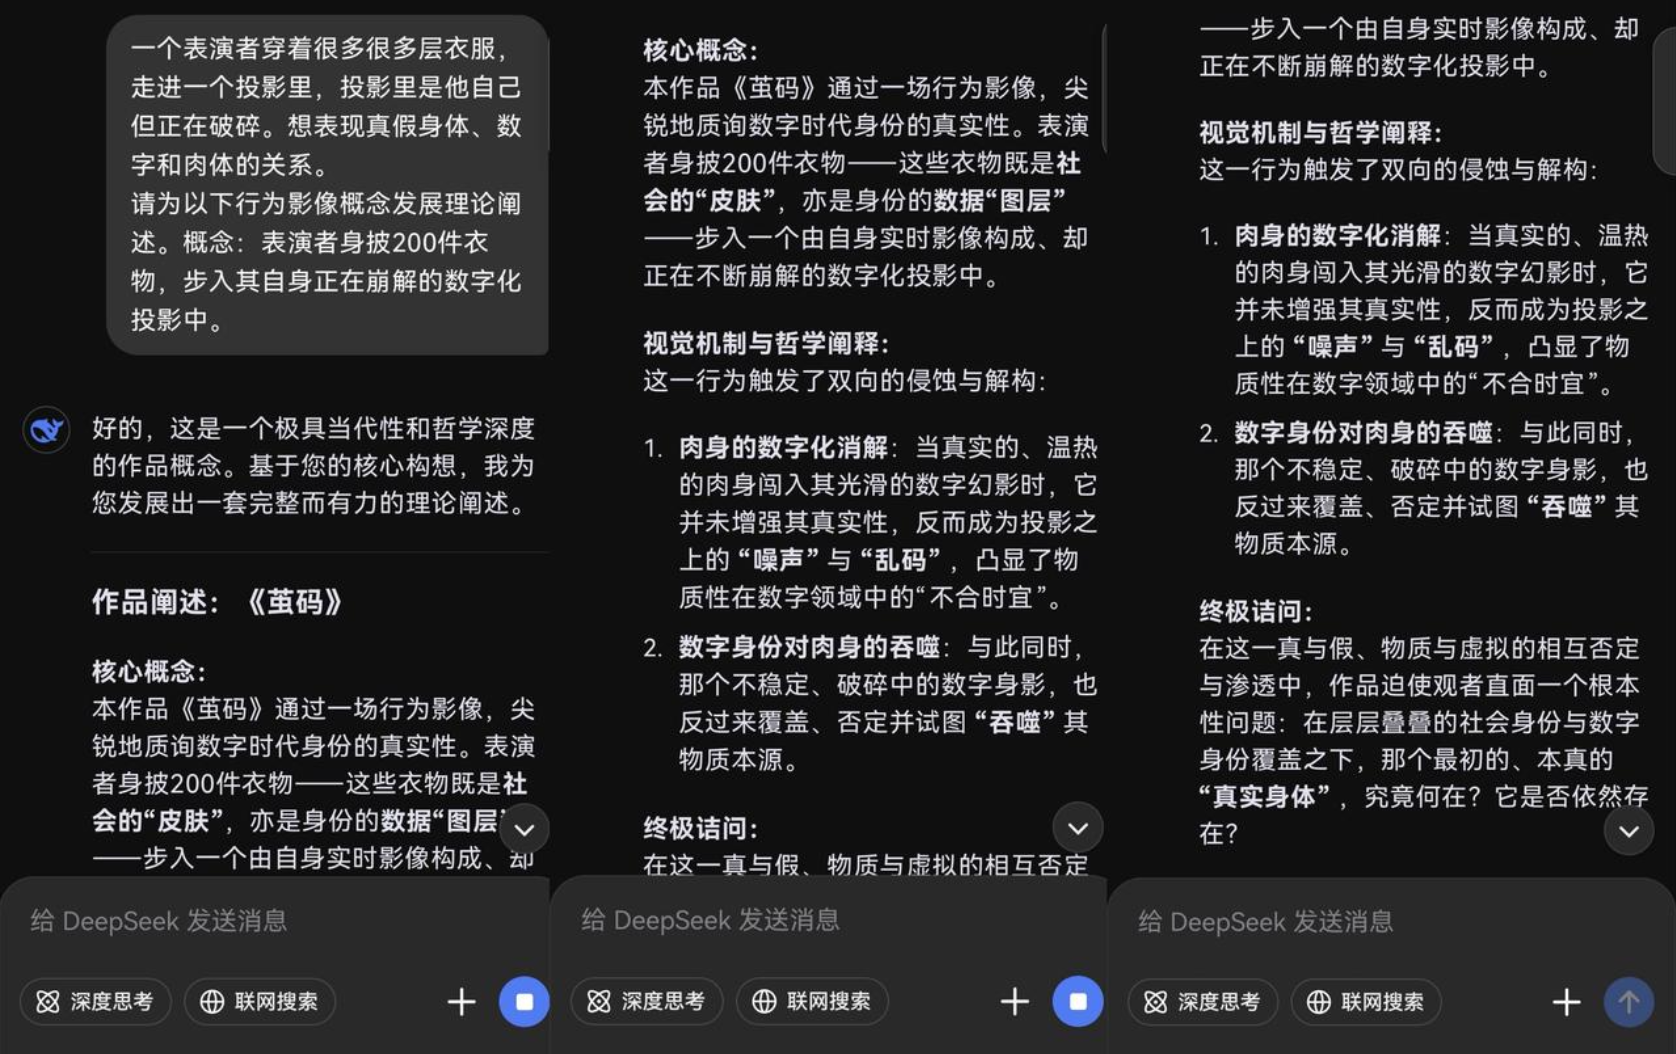 一个表演者穿着很多很多层衣服，
走进一个投影里，投影里是他自己
但正在破碎。想表现真假身体、数
字和肉体的关系。
请为以下行为影像概念发展理论阐
述。概念：表演者身披200件衣
物，步入其自身正在崩解的数字化
投影中。
好的，这是一个极具当代性和哲学深度
的作品概念。基于您的核心构想，我为
您发展出一套完整而有力的理论阐述。
作品阐述：《茧码》
核心概念：
本作品《茧码》通过一场行为影像，尖
锐地质询数字时代身份的真实性。表演
者身披200件衣物——这些衣物既是社
会的“皮肤”，亦是身份的数据“图层”
——步入一个由自身实时影像构成、却
给 DeepSeek 发送消息
深度思考
联网搜索
核心概念：
本作品《茧码》通过一场行为影像，尖
锐地质询数字时代身份的真实性。表演
者身披200件衣物——这些衣物既是社
会的“皮肤”，亦是身份的数据“图层”
——步入一个由自身实时影像构成、却
正在不断崩解的数字化投影中。
视觉机制与哲学阐释：
这一行为触发了双向的侵蚀与解构：
1. 肉身的数字化消解：当真实的、温热
的肉身闯入其光滑的数字幻影时，它
并未增强其真实性，反而成为投影之
上的“噪声”与“乱码”，凸显了物
质性在数字领域中的“不合时宜”。
2. 数字身份对肉身的吞噬：与此同时，
那个不稳定、破碎中的数字身影，也
反过来覆盖、否定并试图“吞噬”其
物质本源。
终极诘问：
在这一真与假、物质与虚拟的相互否定
给 DeepSeek 发送消息
深度思考
联网搜索
——步入一个由自身实时影像构成、却
正在不断崩解的数字化投影中。
视觉机制与哲学阐释：
这一行为触发了双向的侵蚀与解构：
1. 肉身的数字化消解：当真实的、温热
的肉身闯入其光滑的数字幻影时，它
并未增强其真实性，反而成为投影之
上的“噪声”与“乱码”，凸显了物
质性在数字领域中的“不合时宜”。
2. 数字身份对肉身的吞噬：与此同时，
那个不稳定、破碎中的数字身影，也
反过来覆盖、否定并试图“吞噬”其
物质本源。
终极诘问：
在这一真与假、物质与虚拟的相互否定
与渗透中，作品迫使观者直面一个根本
性问题：在层层叠叠的社会身份与数字
身份覆盖之下，那个最初的、本真的
“真实身体”，究竟何在？它是否依然存
在？
给 DeepSeek 发送消息
深度思考
联网搜索